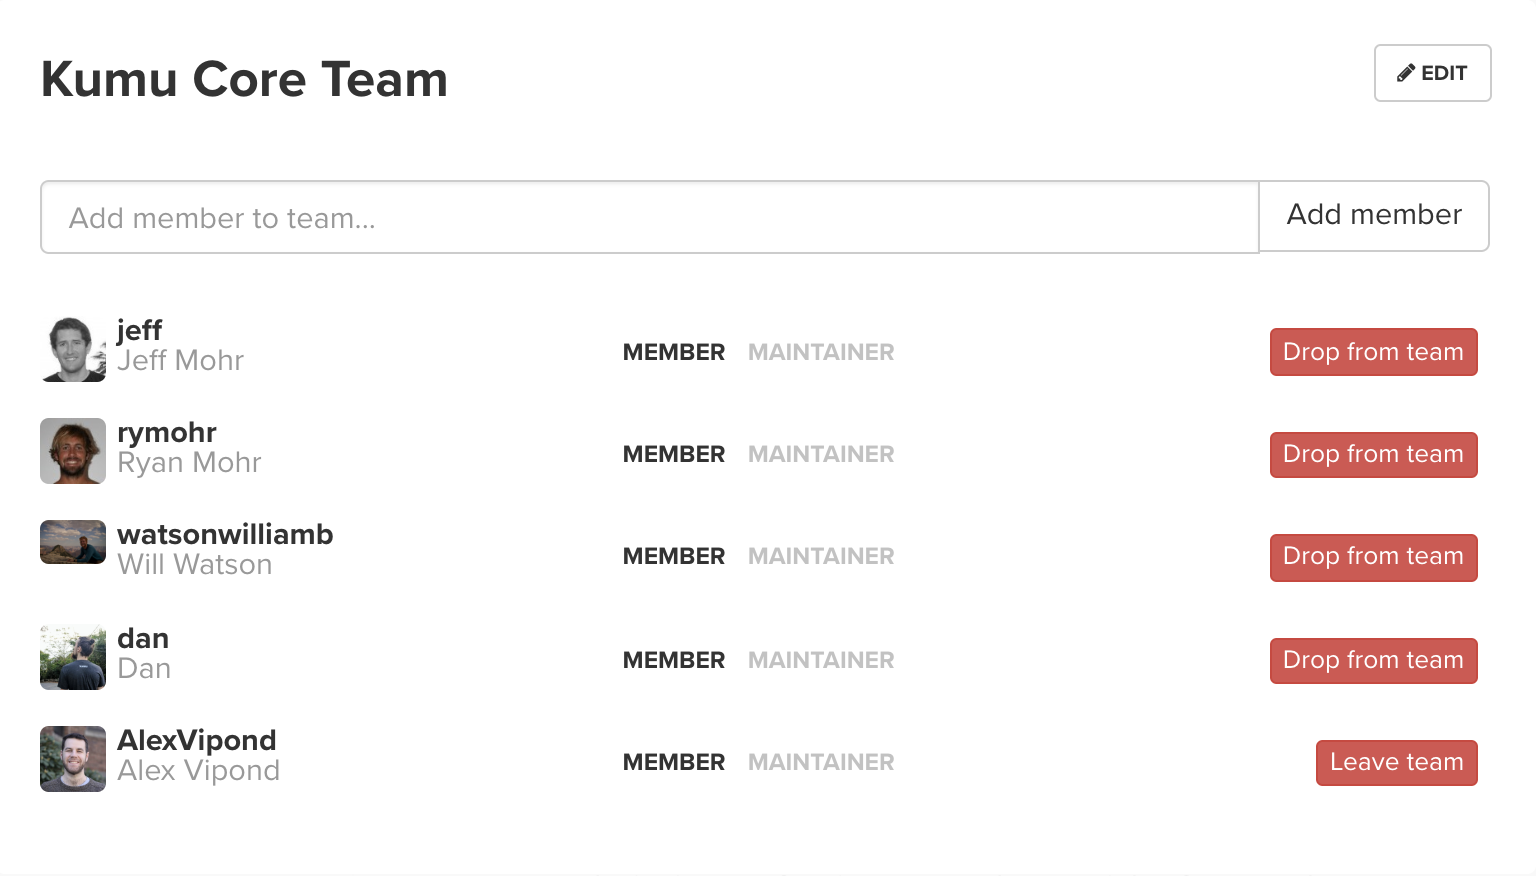 Kumu Core Team
EDIT
Add member to team...
Add member
jeff
Jeff Mohr
MEMBER MAINTAINER
Drop from team
rymohr
Ryan Mohr
MEMBER MAINTAINER
Drop from team
watsonwilliamb
Will Watson
MEMBER MAINTAINER
Drop from team
dan
Dan
MEMBER MAINTAINER
Drop from team
AlexVipond
Alex Vipond
MEMBER MAINTAINER
Leave team